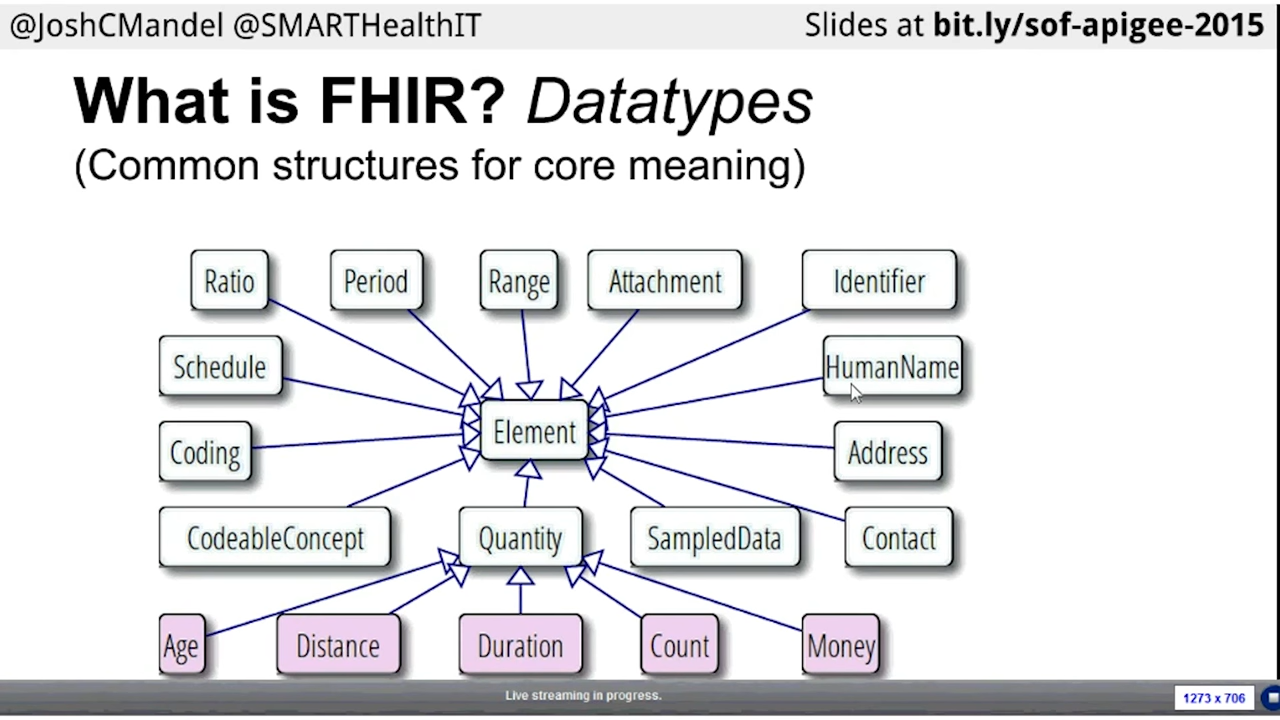 @JoshCMandel @SMARTHealthIT
Slides at bit.ly/sof-apigee-2015
What is FHIR? Datatypes
(Common structures for core meaning)
Ratio
Period
Range
Attachment
Identifier
Schedule
HumanName
Element
Coding
Address
CodeableConcept
Quantity
SampledData
Contact
Age
Distance
Duration
Count
Money
Live streaming in progress.
1273 x 706